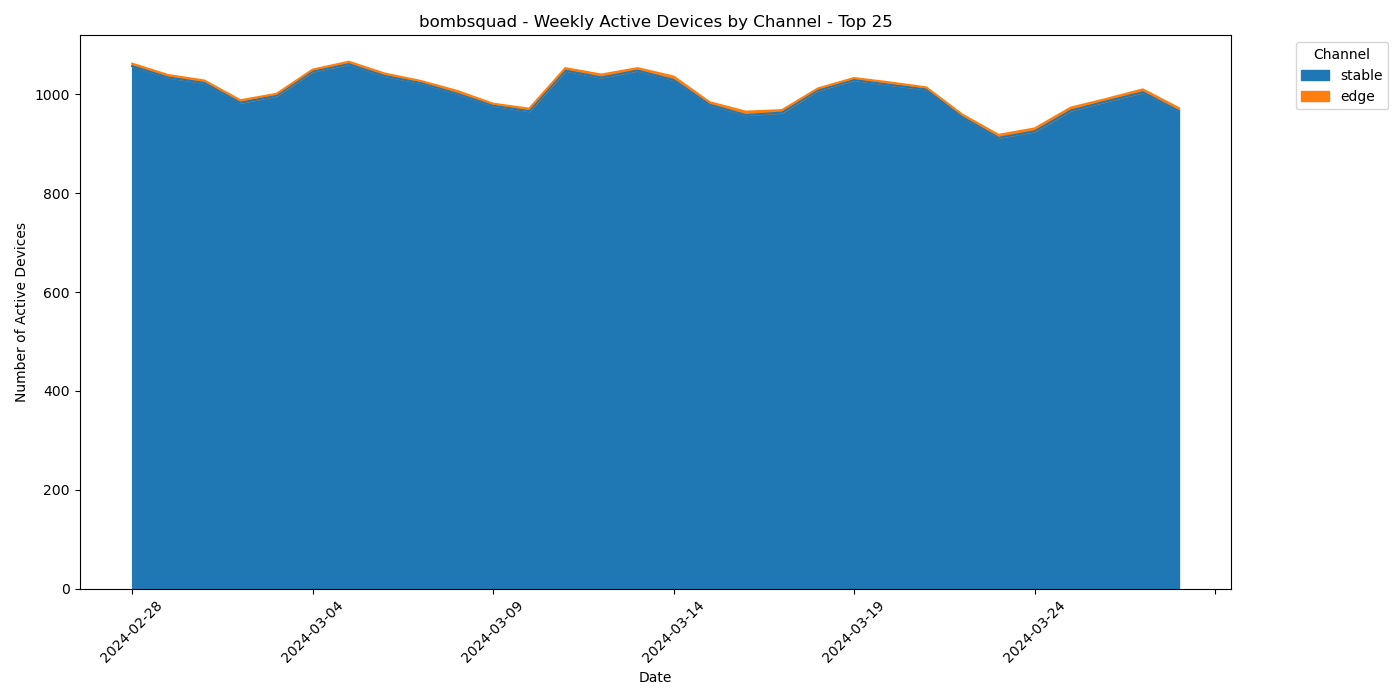 bombsquad - Weekly Active Devices by Channel - Top 25
Number of Active Devices
1000
800
600
400
200
0
2024-02-28
2024-03-04
2024-03-09
2024-03-14
2024-03-19
2024-03-24
Date
Channel
stable
edge